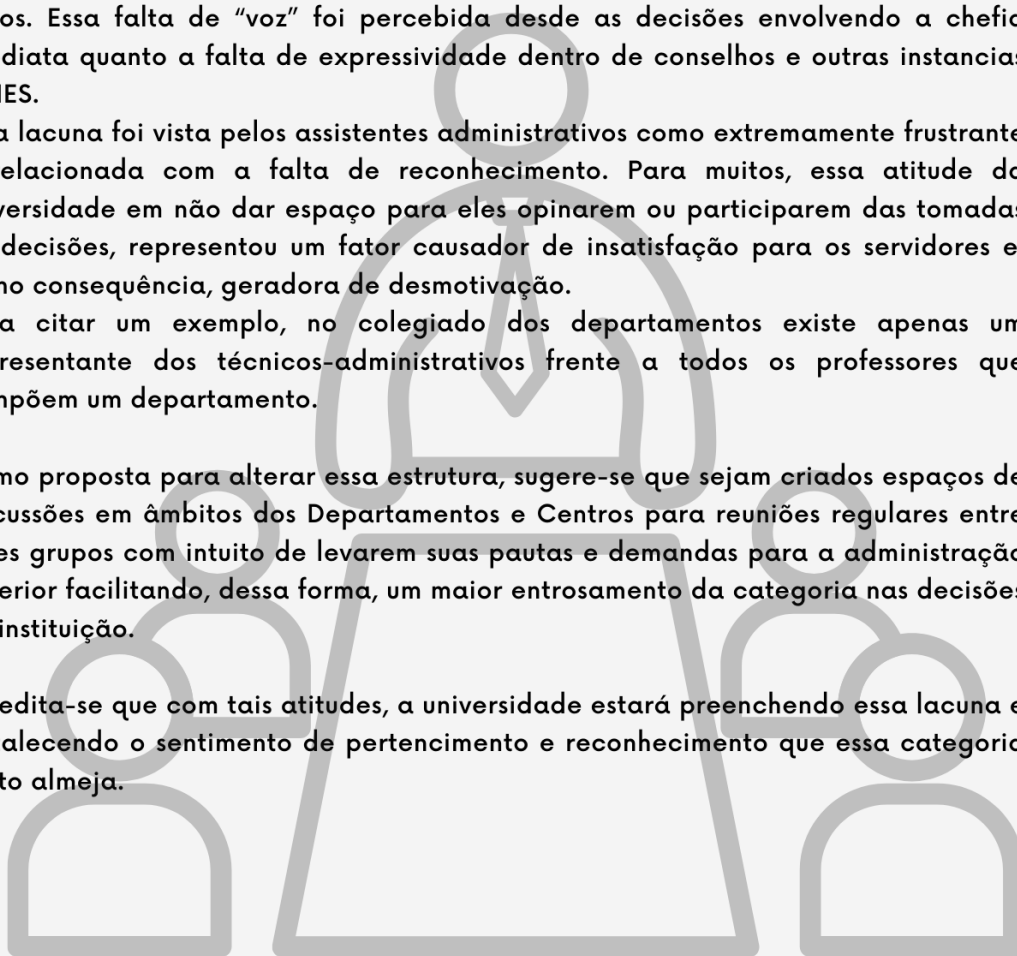 os. Essa falta de “voz” foi percebida desde as decisões envolvendo a chefi
diata quanto a falta de expressividade dentro de conselhos e outras instancias
IES.
a lacuna foi vista pelos assistentes administrativos como extremamente frustrante
elacionada com a falta de reconhecimento. Para muitos, essa atitude da
versidade em não dar espaço para eles opinarem ou participarem das tomadas
decisões, representou um fator causador de insatisfação para os servidores e
mo consequência, geradora de desmotivação.
a citar um exemplo, no colegiado dos departamentos existe apenas um
resentante dos técnicos-administrativos frente a todos os professores que
mpõem um departamento.
mo proposta para alterar essa estrutura, sugere-se que sejam criados espaços de
cussões em âmbitos dos Departamentos e Centros para reuniões regulares entre
es grupos com intuito de levarem suas pautas e demandas para a administração
erior facilitando, dessa forma, um maior entrosamento da categoria nas decisões
instituição.
edita-se que com tais atitudes, a universidade estará preenchendo essa lacuna e
alecendo o sentimento de pertencimento e reconhecimento que essa categoria
to almeja.